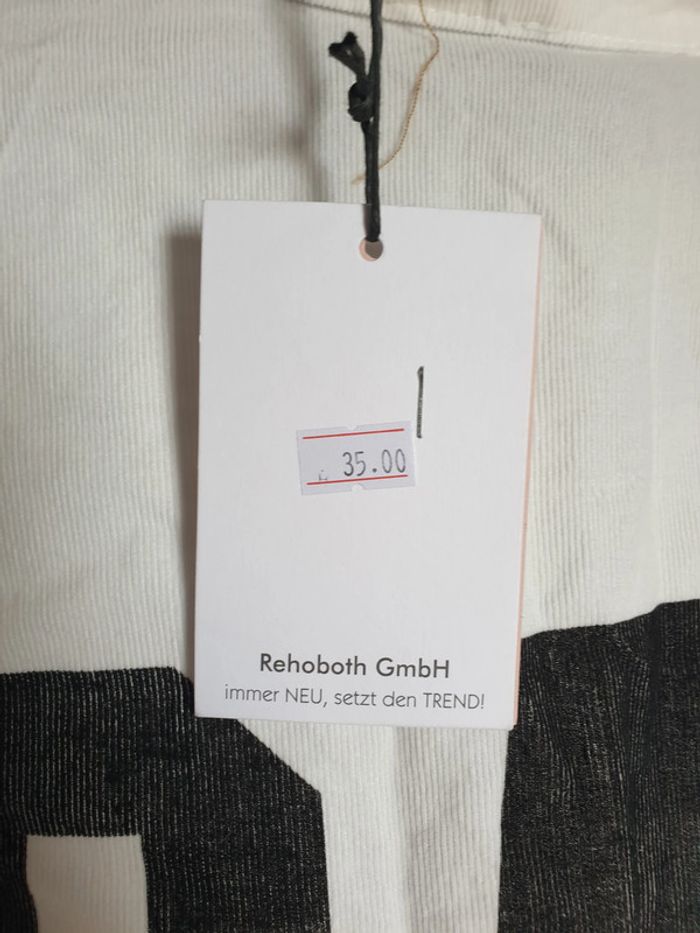 35.00
Rehoboth GmbH
immer NEU, setzt den TREND!